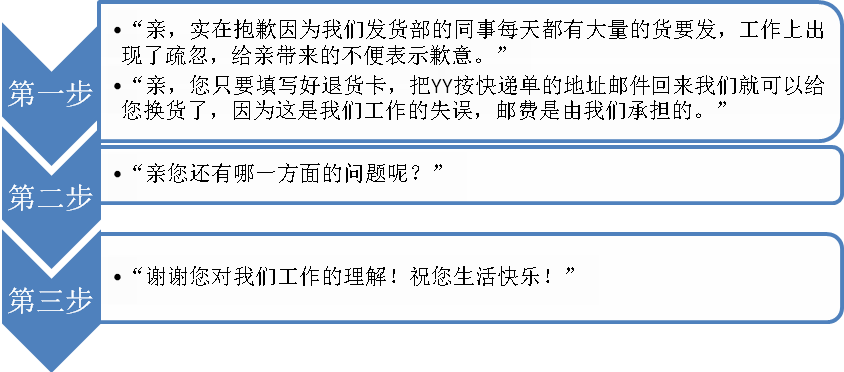 第一步
•“亲，实在抱歉因为我们发货部的同事每天都有大量的货要发，工作上出
现了疏忽，给亲带来的不便表示歉意。”
•“亲，您只要填写好退货卡，把YY按快递单的地址邮件回来我们就可以给
您换货了，因为这是我们工作的失误，邮费是由我们承担的。”
第二步
•“亲您还有哪一方面的问题呢？”
第三步
•“谢谢您对我们工作的理解！祝您生活快乐！”